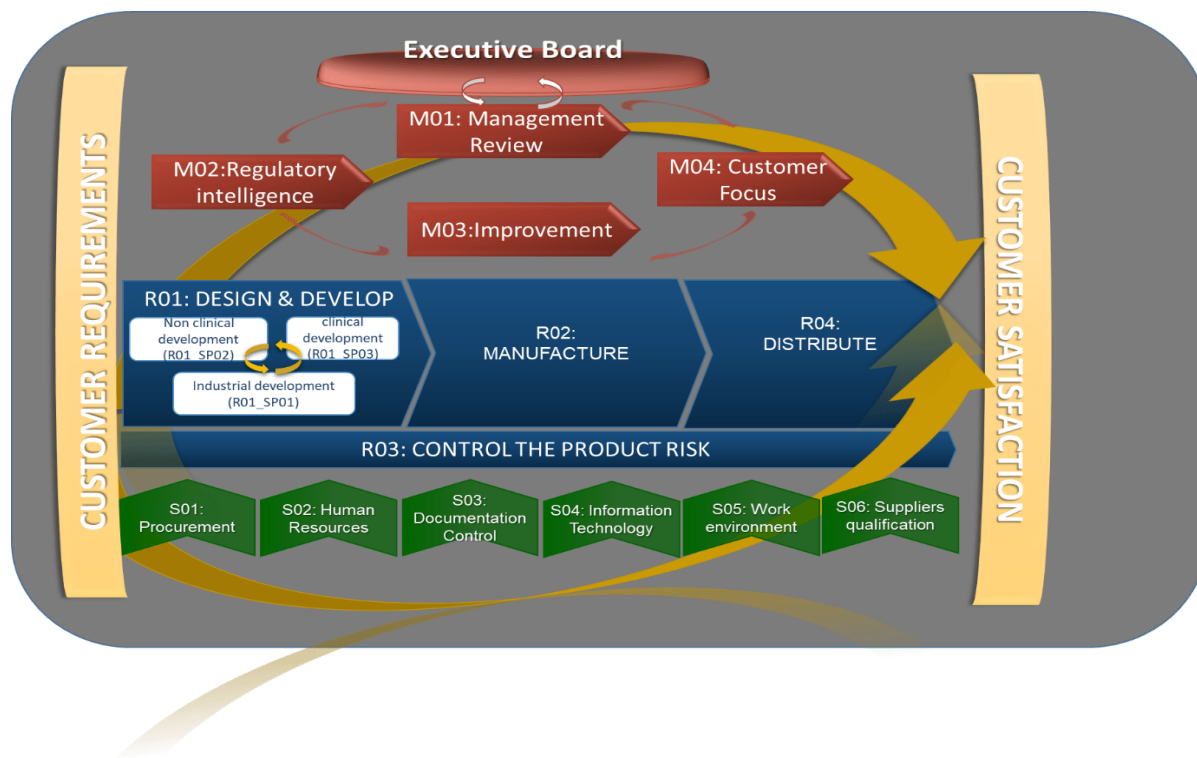 Executive Board
M01: Management
Review
M02:Regulatory
intelligence
M04: Customer
Focus
M03:Improvement
CUSTOMER REQUIREMENTS
R01: DESIGN & DEVELOP
Non clinical
development
(R01_SP02)
clinical
development
(R01_SP03)
Industrial development
(R01_SP01)
R02:
MANUFACTURE
R04:
DISTRIBUTE
CUSTOMER SATISFACTION
R03: CONTROL THE PRODUCT RISK
S01:
Procurement
S02: Human
Resources
S03:
Documentation
Control
S04: Information
Technology
S05: Work
environment
S06: Suppliers
qualification